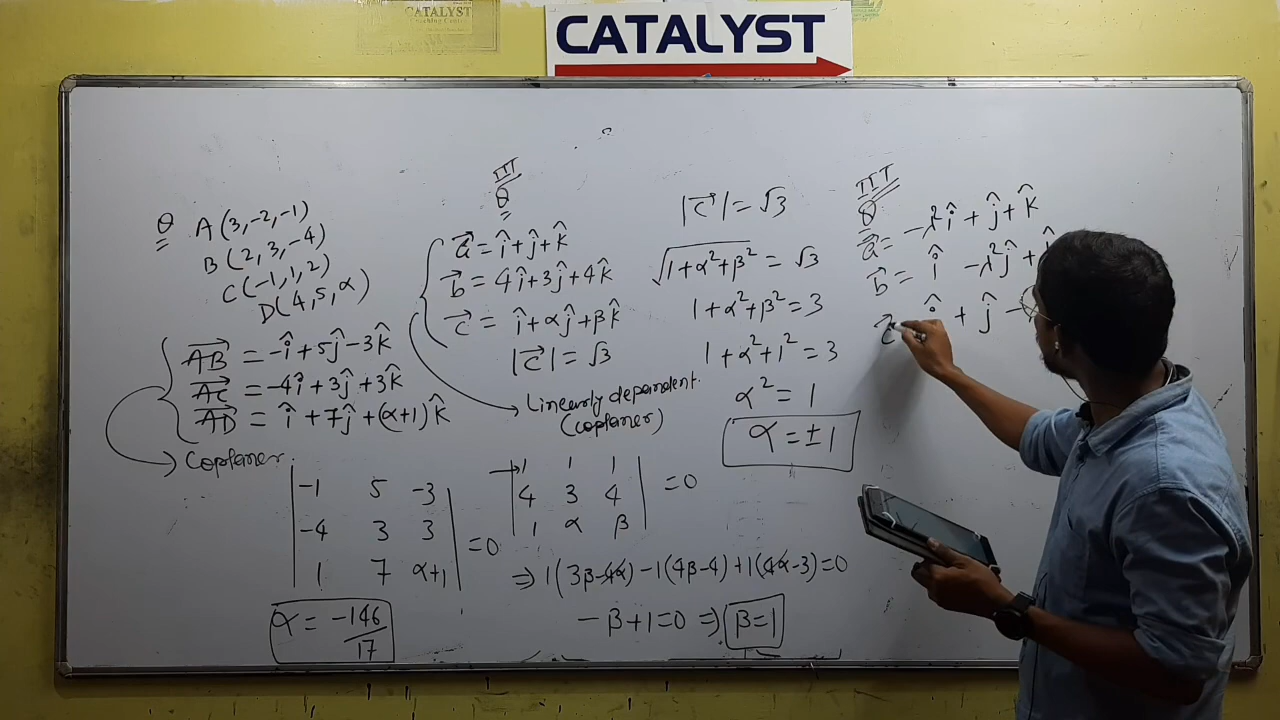 CATALYST
CATALYST
θ
A(3,-2,-1)
B(2,3,-4)
C(-1,1,2)
D(4,5,α)
AB⃗ = -î+5ĵ-3k̂
AC⃗ = -4î+3ĵ+3k̂
AD⃗ = î+7ĵ+(α+1)k̂
Coplaner.
-1 5 -3
-4 3 3 =0
1 7 α+1
α = -146/17
IIT
θ
a⃗ = î+ĵ+k̂
b⃗ = 4î+3ĵ+4k̂
c⃗ = î+αĵ+βk̂
|c⃗| = √3
Linearly dependent.
(coplaner)
1 1 1
4 3 4 =0
1 α β
⇒ 1(3β-4α)-1(4β-4)+1(4α-3)=0
-β+1=0 ⇒ β=1
|c⃗| = √3
√1+α²+β² = √3
1+α²+β²=3
1+α²+1²=3
α²=1
α=±1
IIT
θ
a⃗ = -λ²î+ĵ+k̂
b⃗ = î -λ²ĵ+
c⃗ î + ĵ -